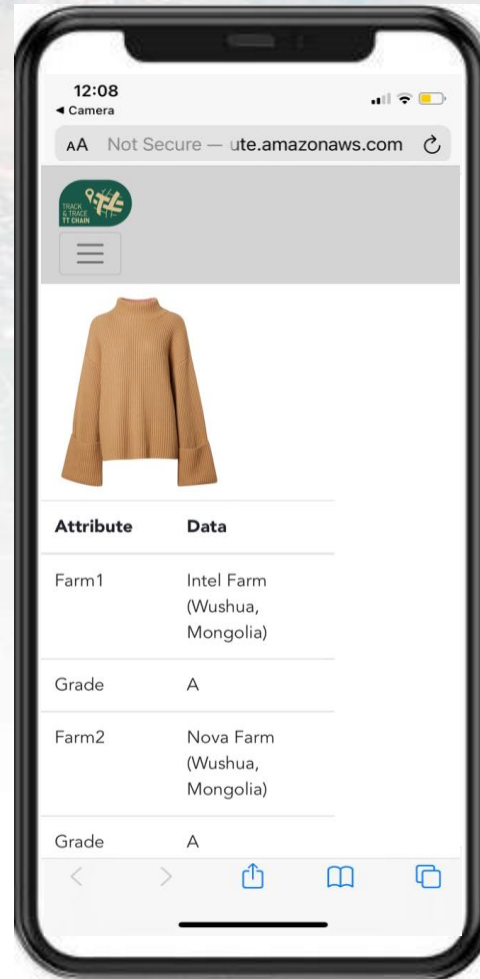 12:08
◀ Camera
AA Not Secure — ute.amazonaws.com
TRACK
& TRACE
TT CHAIN
Attribute Data
Farm1 Intel Farm
(Wushua,
Mongolia)
Grade A
Farm2 Nova Farm
(Wushua,
Mongolia)
Grade A